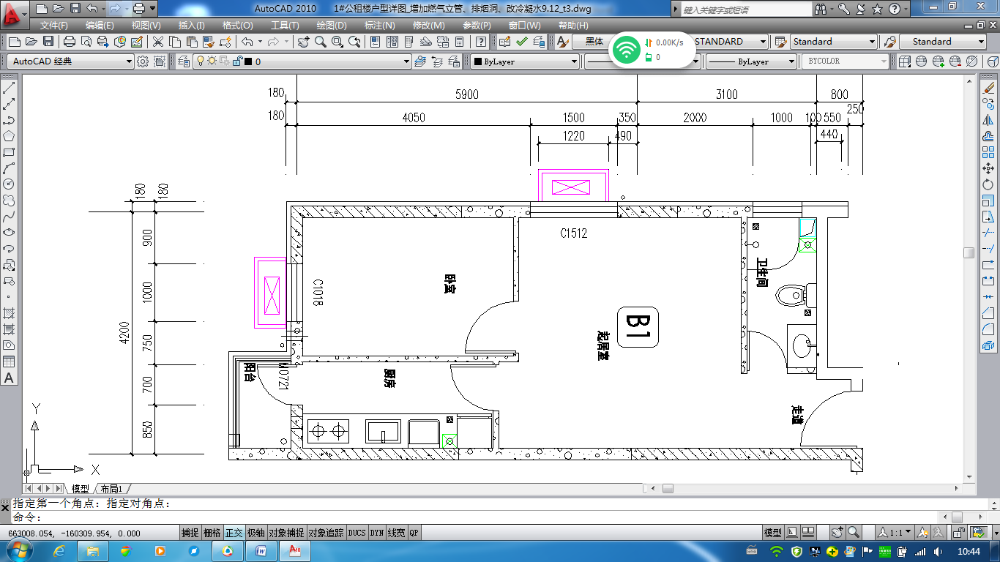 AutoCAD 2010 1#公租楼户型详图_增加燃气立管、排烟洞、改冷凝水9.12_t3.dwg
键入关键字或短语
文件(F) 编辑(E) 视图(V) 插入(I) 格式(O) 工具(T) 绘图(D) 标注(N) 修改(M) 参数(P) 窗口(W) 帮助(H)
黑体 STANDARD Standard Standard
0.00K/s
0
AutoCAD 经典 0 ByLayer ByLayer BYCOLOR
180 5900 3100 800
180 4050 1500 350 2000 1000 100 550 250
1220 490 440
180 180
900
1000
750
700
850
4200
C1512
C1018
卧室
卫生间
B1
起居室
阳台
M0721
厨房
走道
Y
X
A
模型 布局1
指定第一个角点: 指定对角点:
命令:
663008.054, -160309.954, 0.000 捕捉 栅格 正交 极轴 对象捕捉 对象追踪 DUCS DYN 线宽 QP 模型 1:1
10:44